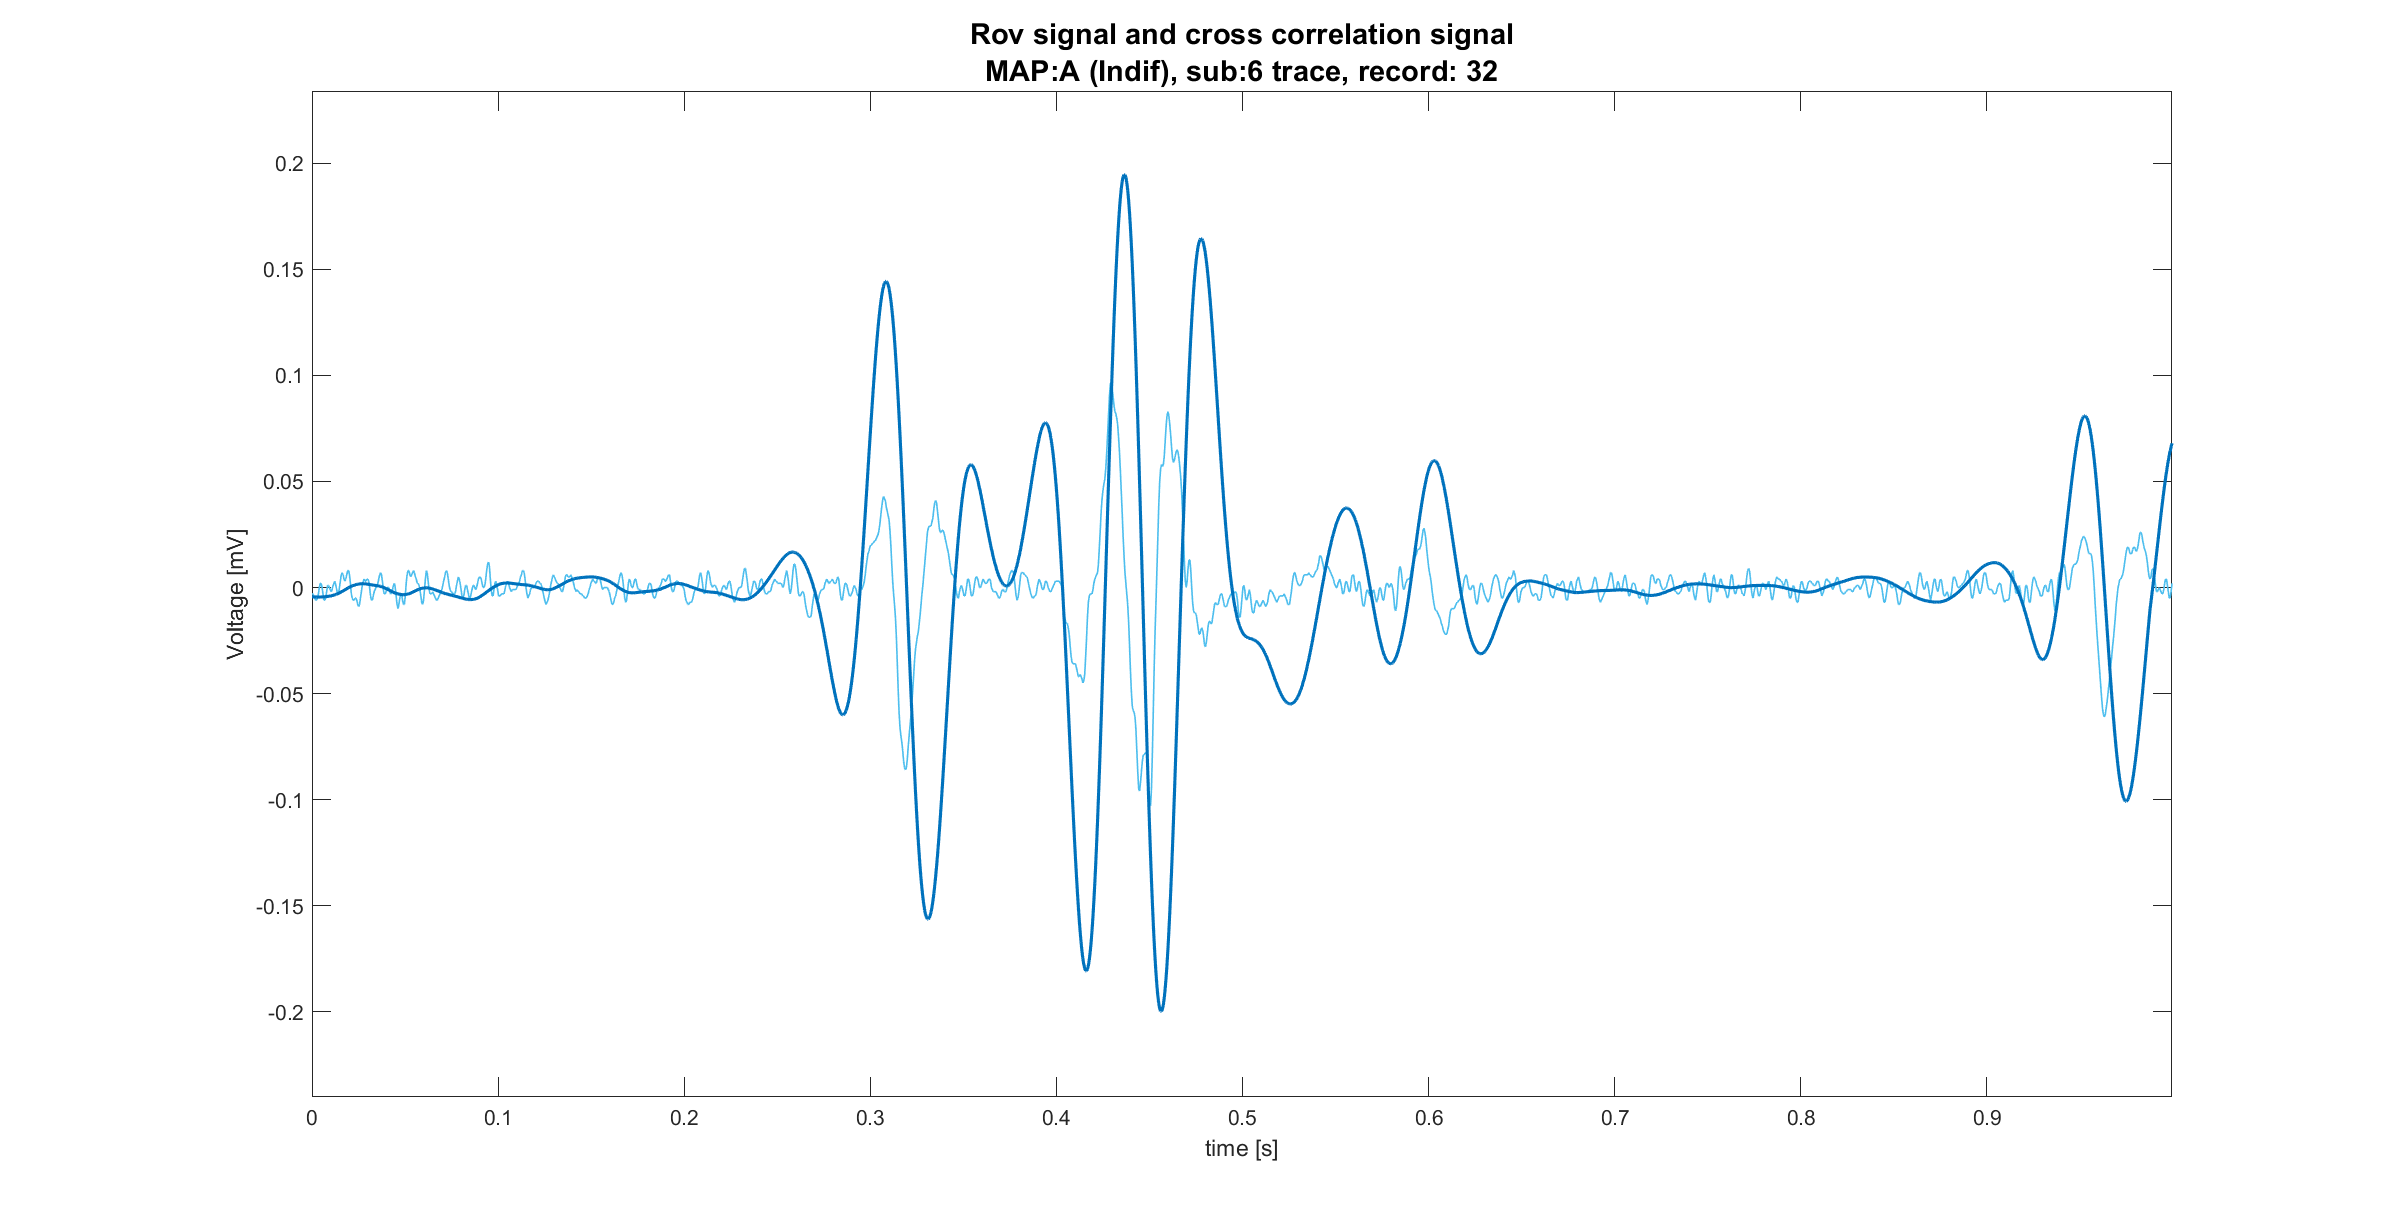 Rov signal and cross correlation signal
MAP:A (Indif), sub:6 trace, record: 32
0.2
0.15
0.1
0.05
0
-0.05
-0.1
-0.15
-0.2
Voltage [mV]
0 0.1 0.2 0.3 0.4 0.5 0.6 0.7 0.8 0.9
time [s]